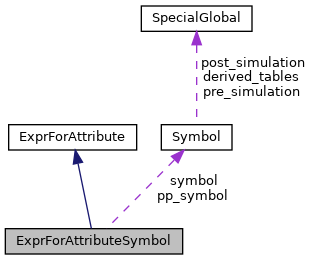 SpecialGlobal
post_simulation
derived_tables
pre_simulation
ExprForAttribute
Symbol
symbol
pp_symbol
ExprForAttributeSymbol